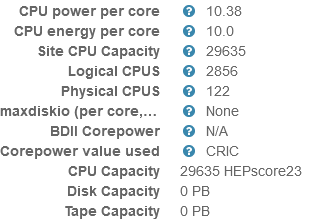 CPU power per core ? 10.38
CPU energy per core ? 10.0
Site CPU Capacity ? 29635
Logical CPUS ? 2856
Physical CPUS ? 122
maxdiskio (per core,... ? None
BDII Corepower ? N/A
Corepower value used ? CRIC
CPU Capacity 29635 HEPscore23
Disk Capacity 0 PB
Tape Capacity 0 PB